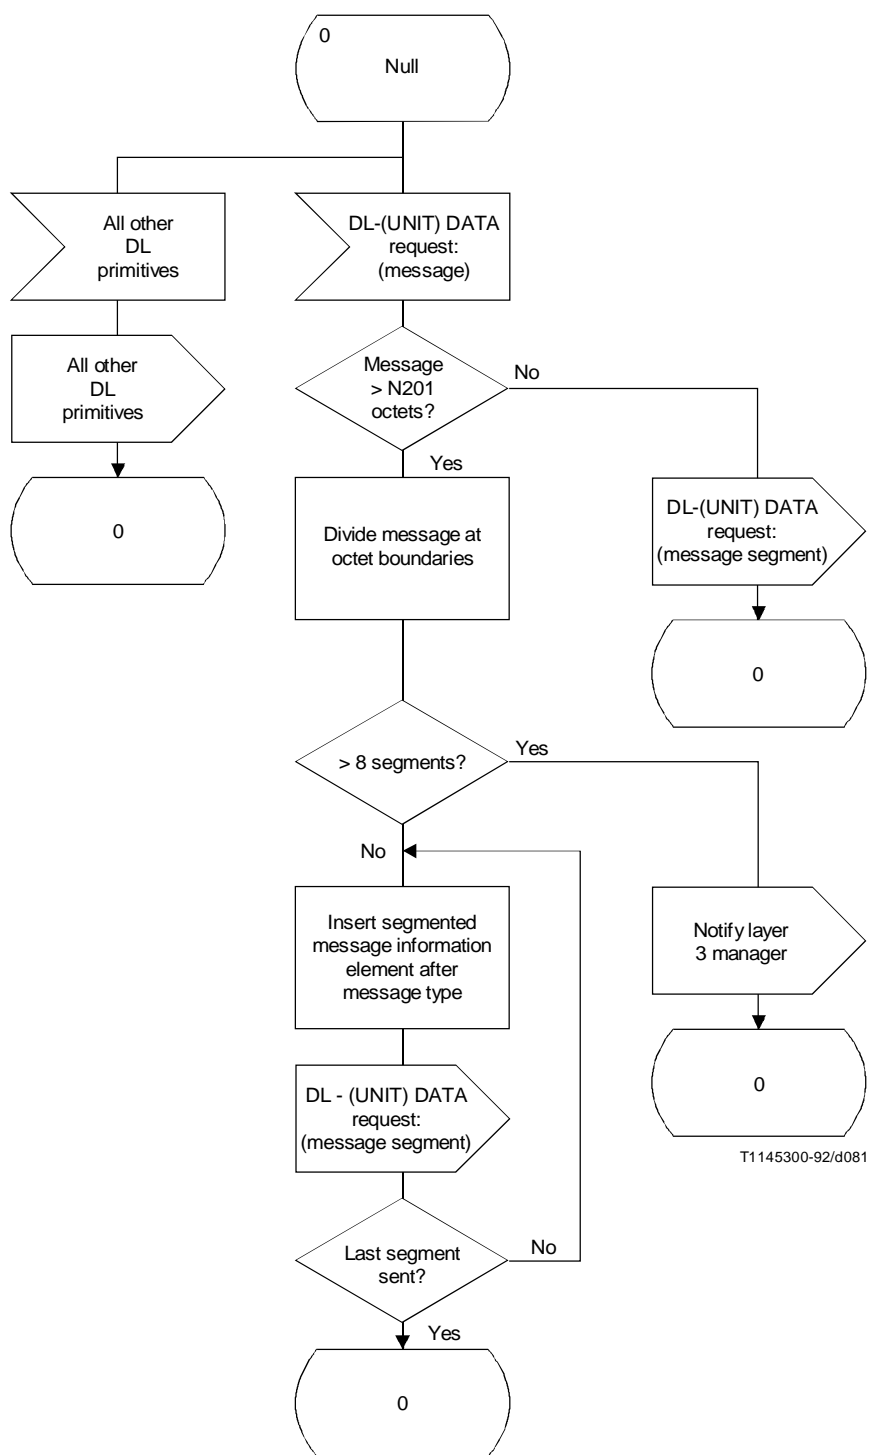 0
Null
All other
DL
primitives
DL-(UNIT) DATA
request:
(message)
All other
DL
primitives
Message
> N201
octets?
No
Yes
0
Divide message at
octet boundaries
DL-(UNIT) DATA
request:
(message segment)
0
> 8 segments?
Yes
No
Insert segmented
message information
element after
message type
Notify layer
3 manager
DL - (UNIT) DATA
request:
(message segment)
0
T1145300-92/d081
Last segment
sent?
No
Yes
0